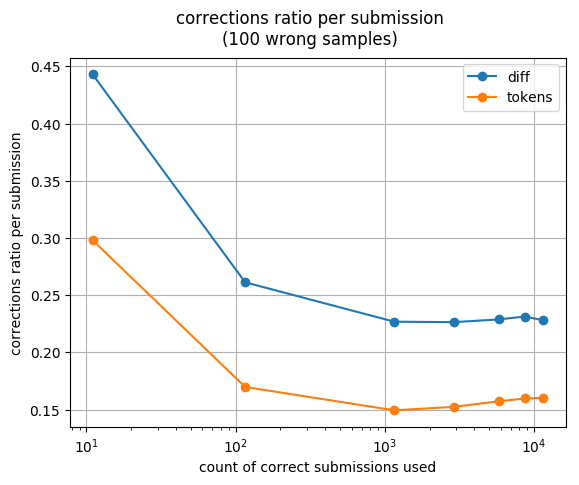 corrections ratio per submission
(100 wrong samples)
diff
tokens
corrections ratio per submission
0.45
0.40
0.35
0.30
0.25
0.20
0.15
10¹
10²
10³
10⁴
count of correct submissions used